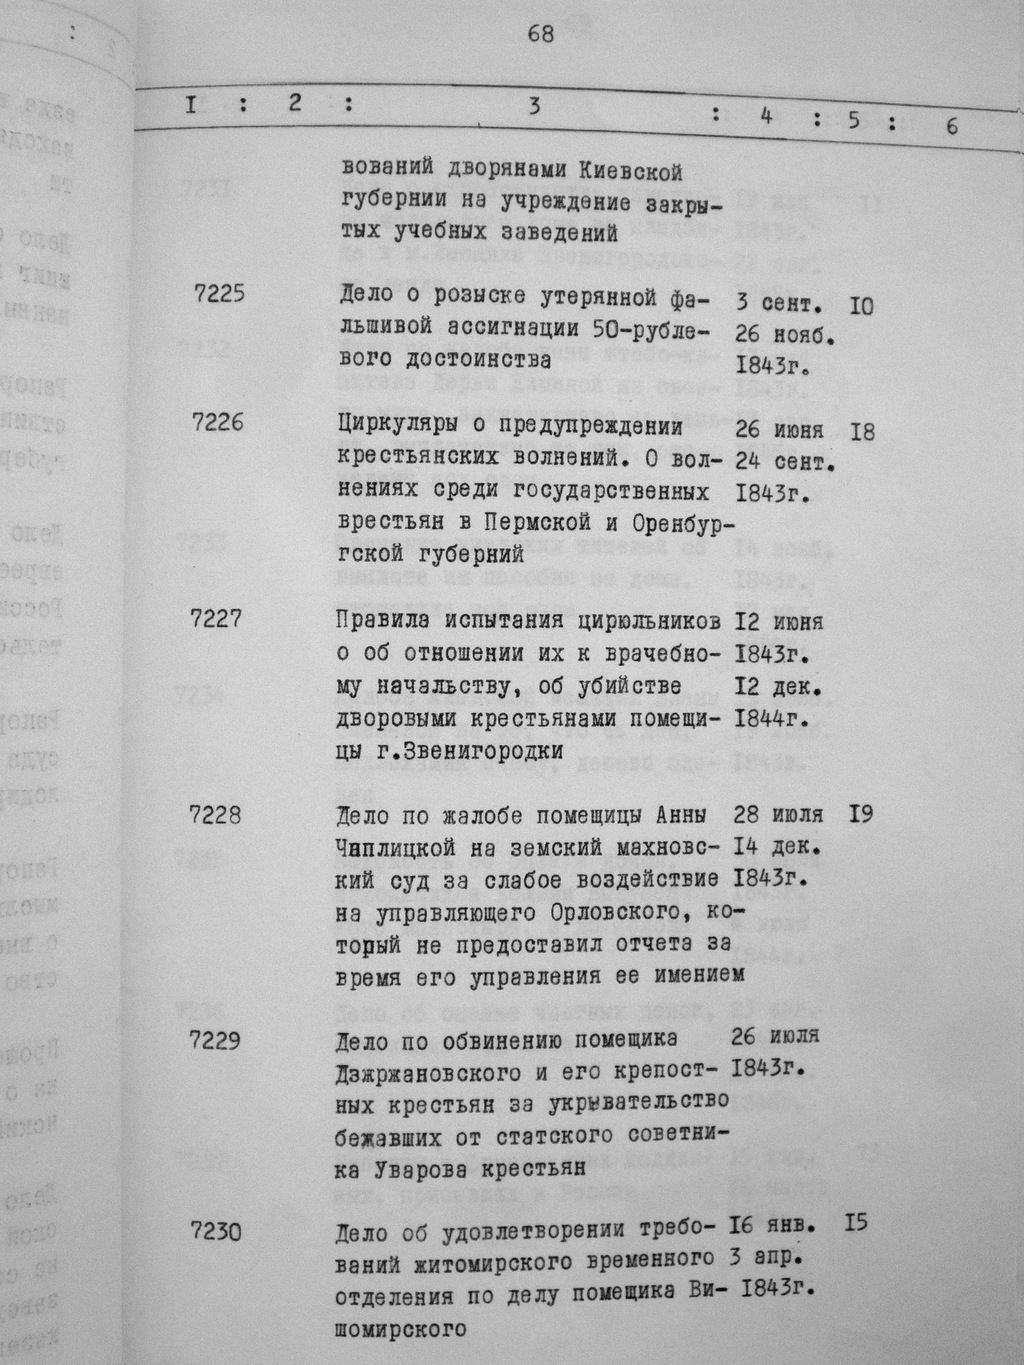 68
I : 2 : 3 : 4 : 5 : 6
вований дворянами Киевской
губернии на учреждение закры-
тых учебных заведений
7225 Дело о розыске утерянной фа- 3 сент. I0
льшивой ассигнации 50-рубле- 26 нояб.
вого достоинства I843г.
7226 Циркуляры о предупреждении 26 июня I8
крестьянских волнений. О вол- 24 сент.
нениях среди государственных I843г.
врестьян в Пермской и Оренбур-
гской губерний
7227 Правила испытания цирюльников I2 июня
о об отношении их к врачебно- I843г.
му начальству, об убийстве I2 дек.
дворовыми крестьянами помещи- I844г.
цы г.Звенигородки
7228 Дело по жалобе помещицы Анны 28 июля I9
Чаплицкой на земский махновс- I4 дек.
кий суд за слабое воздействие I843г.
на управляющего Орловского, ко-
торый не предоставил отчета за
время его управления ее имением
7229 Дело по обвинению помещика 26 июля
Дзжржановского и его крепост- I843г.
ных крестьян за укрывательство
бежавших от статского советни-
ка Уварова крестьян
7230 Дело об удовлетворении требо- I6 янв. I5
ваний житомирского временного 3 апр.
отделения по делу помещика Ви- I843г.
шомирского